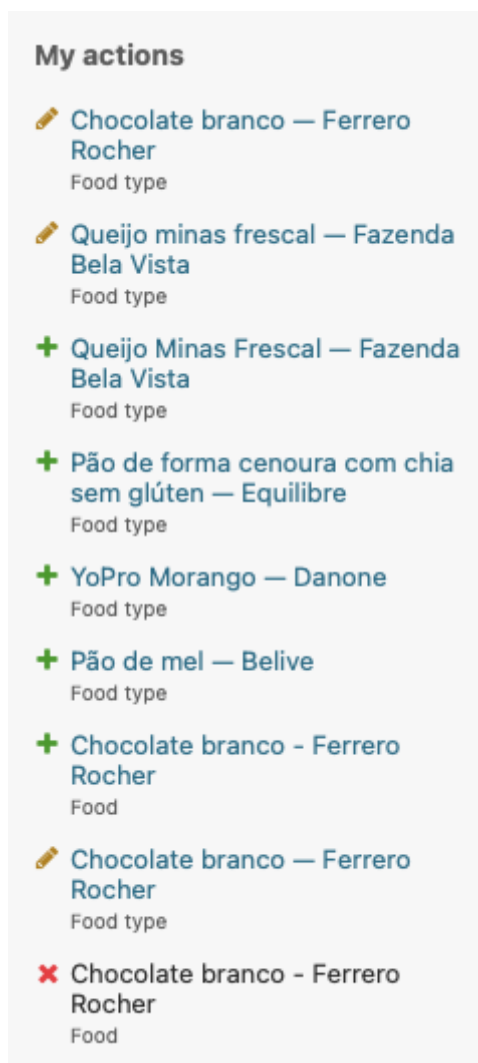 My actions
Chocolate branco — Ferrero
Rocher
Food type
Queijo minas frescal — Fazenda
Bela Vista
Food type
Queijo Minas Frescal — Fazenda
Bela Vista
Food type
Pão de forma cenoura com chia
sem glúten — Equilibre
Food type
YoPro Morango — Danone
Food type
Pão de mel — Belive
Food type
Chocolate branco - Ferrero
Rocher
Food
Chocolate branco — Ferrero
Rocher
Food type
Chocolate branco - Ferrero
Rocher
Food